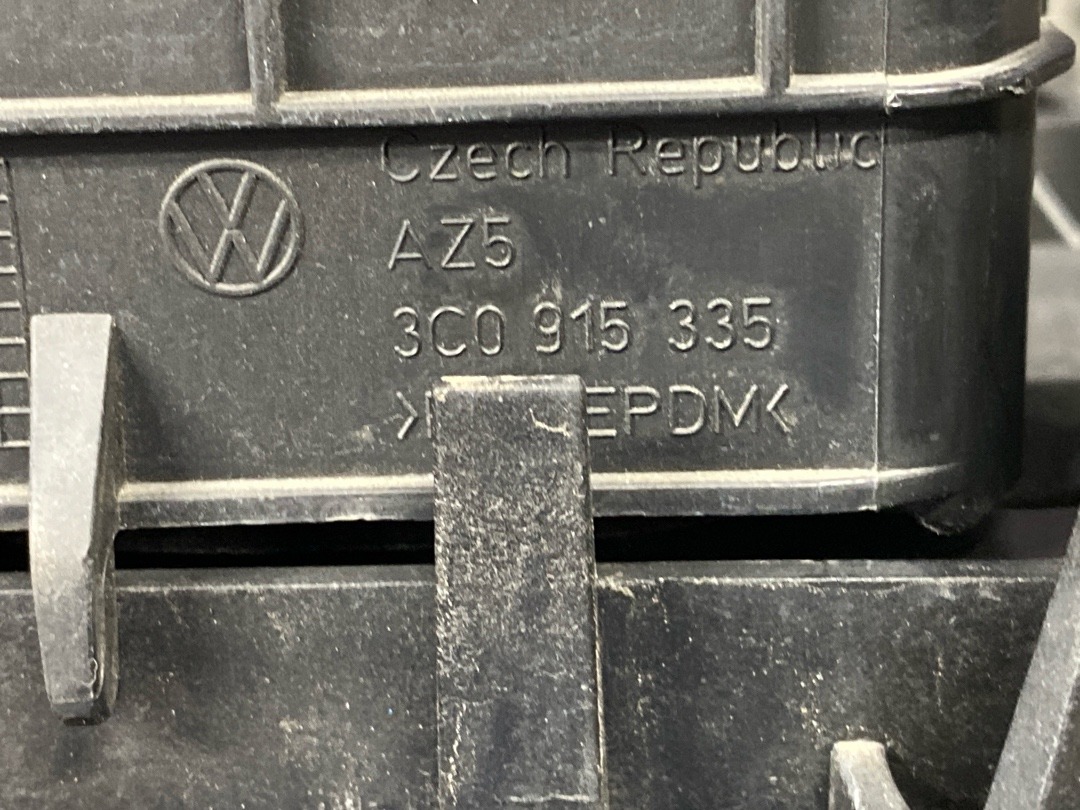 Czech Republic
AZ5
3C0 915 335
EPDM<